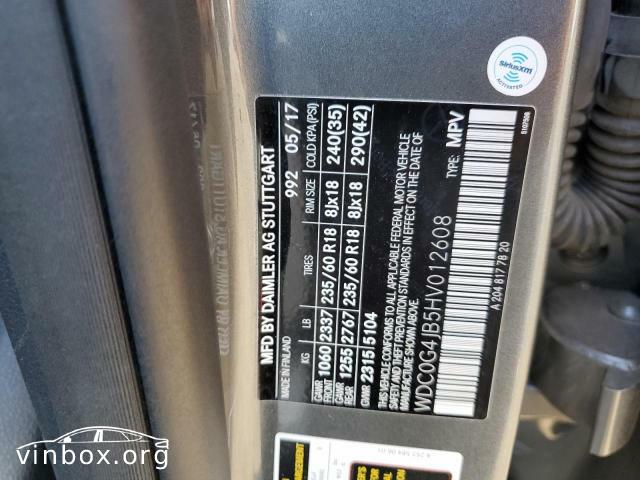 siriusxm
ACTIVATED
MFD BY DAIMLER AG STUTTGART
MADE IN FINLAND 992 05/17
KG LB TIRES RIM SIZE COLD KPA (PSI)
GAWR FRONT 1060 2337 235/60 R18 8Jx18 240(35)
GAWR REAR 1255 2767 235/60 R18 8Jx18 290(42)
GVWR 2315 5104
THIS VEHICLE CONFORMS TO ALL APPLICABLE FEDERAL MOTOR VEHICLE
SAFETY AND THEFT PREVENTION STANDARDS IN EFFECT ON THE DATE OF
MANUFACTURE SHOWN ABOVE.
WDC0G4JB5HV012608 TYPE: MPV
A 204 817 78 20
vinbox.org